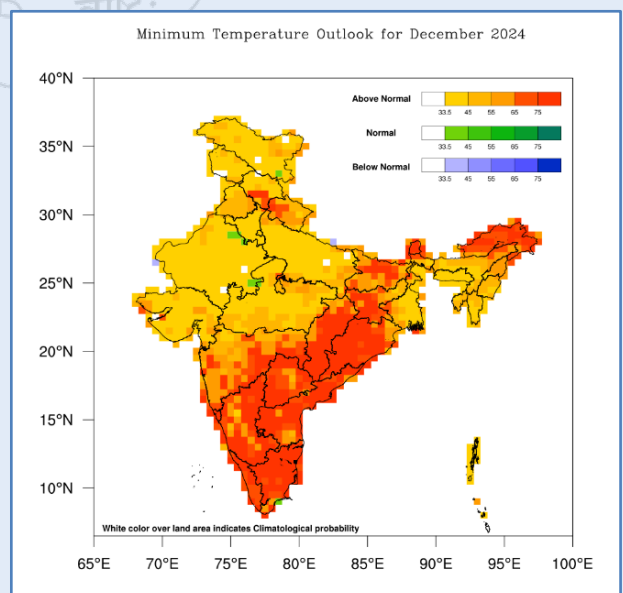 Minimum Temperature Outlook for December 2024
40°N
35°N
30°N
25°N
20°N
15°N
10°N
Above Normal
33.5 45 55 65 75
Normal
33.5 45 55 65 75
Below Normal
33.5 45 55 65 75
White color over land area indicates Climatological probability
65°E 70°E 75°E 80°E 85°E 90°E 95°E 100°E